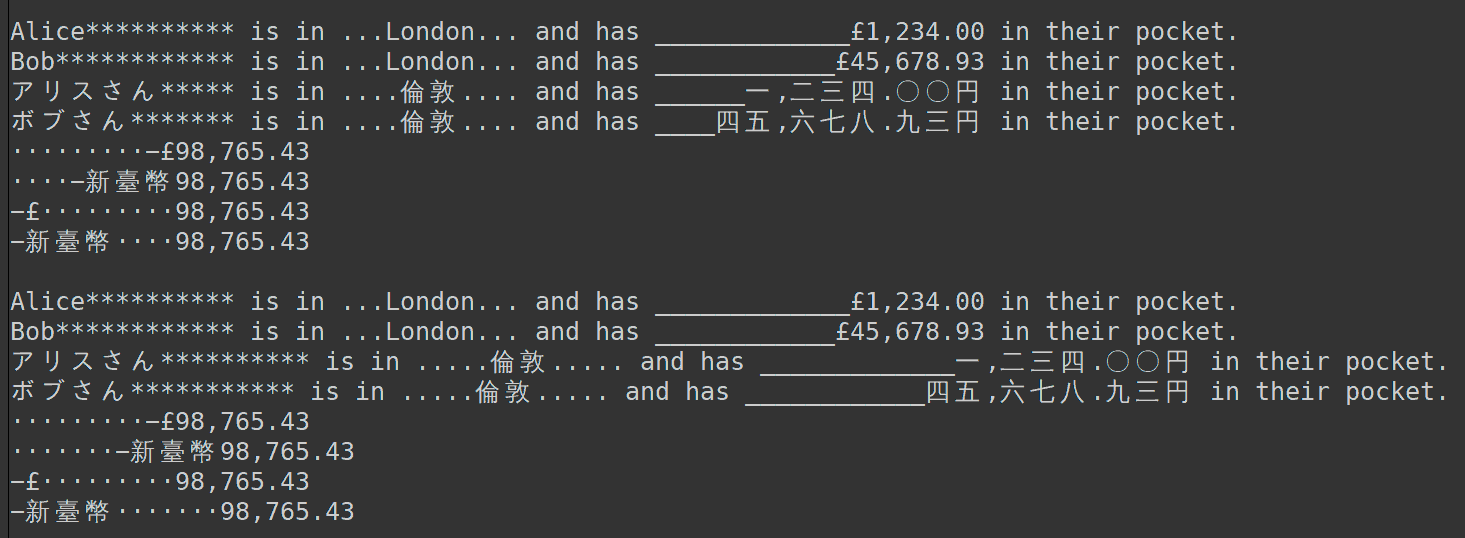 Alice********** is in ...London... and has _____________£1,234.00 in their pocket.
Bob************ is in ...London... and has ____________£45,678.93 in their pocket.
アリスさん***** is in ....倫敦.... and has ______一,二三四.〇〇円 in their pocket.
ボブさん******* is in ....倫敦.... and has ____四五,六七八.九三円 in their pocket.
·········−£98,765.43
····−新臺幣98,765.43
−£·········98,765.43
−新臺幣····98,765.43
Alice********** is in ...London... and has _____________£1,234.00 in their pocket.
Bob************ is in ...London... and has ____________£45,678.93 in their pocket.
アリスさん********** is in .....倫敦..... and has _____________一,二三四.〇〇円 in their pocket.
ボブさん*********** is in .....倫敦..... and has ____________四五,六七八.九三円 in their pocket.
·········−£98,765.43
·······−新臺幣98,765.43
−£·········98,765.43
−新臺幣·······98,765.43